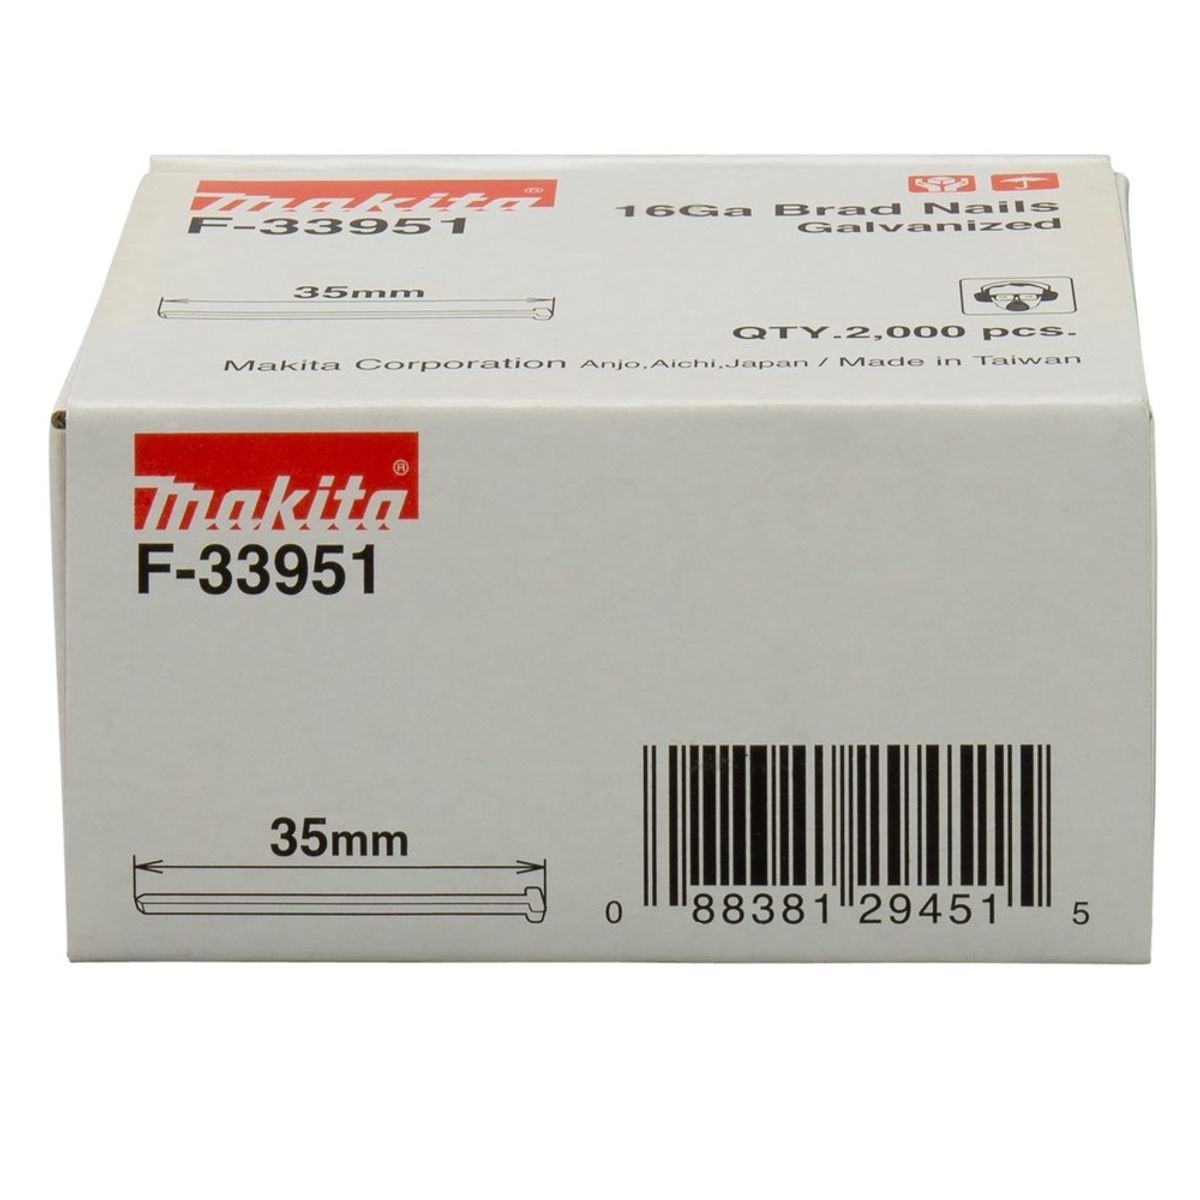 makita®
F-33951
16Ga Brad Nails
Galvanized
35mm
QTY.2,000 pcs.
Makita Corporation Anjo,Aichi,Japan / Made in Taiwan
makita®
F-33951
35mm
0 88381 29451 5